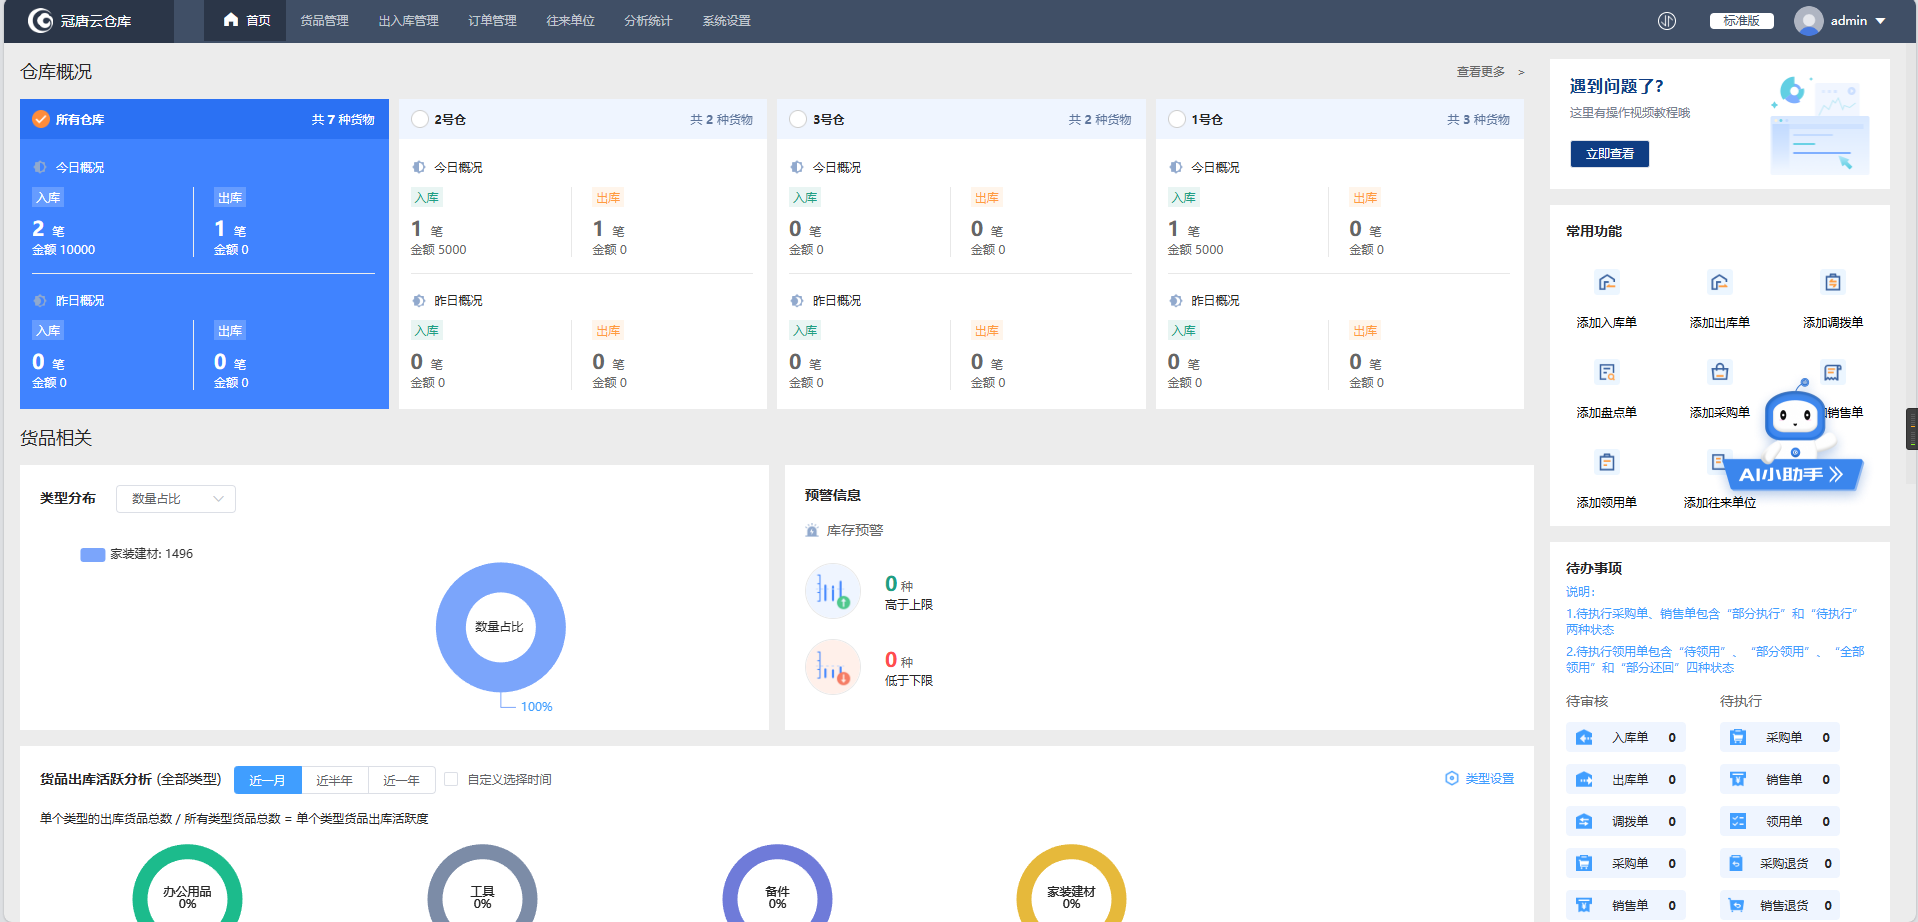 冠唐云仓库
首页
货品管理
出入库管理
订单管理
往来单位
分析统计
系统设置
标准版
admin
仓库概况
查看更多 >
所有仓库
共 7 种货物
今日概况
入库
出库
2 笔
1 笔
金额 10000
金额 0
昨日概况
入库
出库
0 笔
0 笔
金额 0
金额 0
2号仓
共 2 种货物
今日概况
入库
出库
1 笔
1 笔
金额 5000
金额 0
昨日概况
入库
出库
0 笔
0 笔
金额 0
金额 0
3号仓
共 2 种货物
今日概况
入库
出库
0 笔
0 笔
金额 0
金额 0
昨日概况
入库
出库
0 笔
0 笔
金额 0
金额 0
1号仓
共 3 种货物
今日概况
入库
出库
1 笔
0 笔
金额 5000
金额 0
昨日概况
入库
出库
0 笔
0 笔
金额 0
金额 0
货品相关
类型分布
数量占比
家装建材: 1496
数量占比
100%
预警信息
库存预警
0 种
高于上限
0 种
低于下限
货品出库活跃分析 (全部类型)
近一月
近半年
近一年
自定义选择时间
类型设置
单个类型的出库货品总数 / 所有类型货品总数 = 单个类型货品出库活跃度
办公用品
0%
工具
0%
备件
0%
家装建材
0%
遇到问题了?
这里有操作视频教程哦
立即查看
常用功能
添加入库单
添加出库单
添加调拨单
添加盘点单
添加采购单
销售单
添加领用单
添加往来单位
AI小助手
待办事项
说明:
1.待执行采购单、销售单包含“部分执行”和“待执行”
两种状态
2.待执行领用单包含“待领用”、“部分领用”、“全部
领用”和“部分还回”四种状态
待审核
待执行
入库单 0
采购单 0
出库单 0
销售单 0
调拨单 0
领用单 0
采购单 0
采购退货 0
销售单 0
销售退货 0